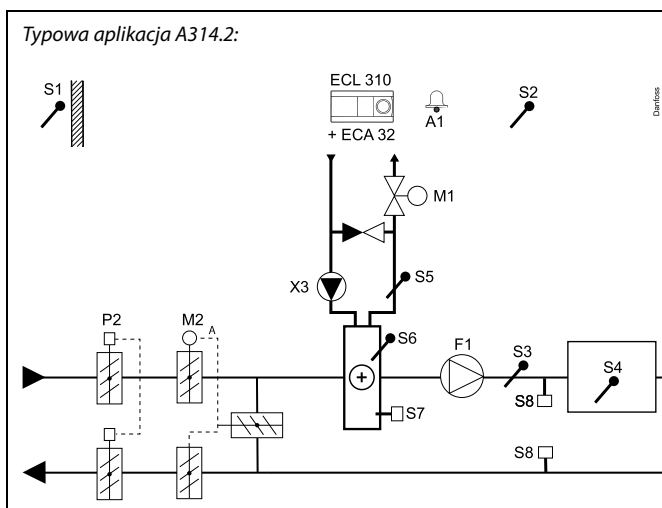 Typowa aplikacja A314.2:
S1
ECL 310
+ ECA 32
A1
S2
Danfoss
M1
X3
S5
P2
M2
A
S6
F1
S3
S4
S7
S8
S8